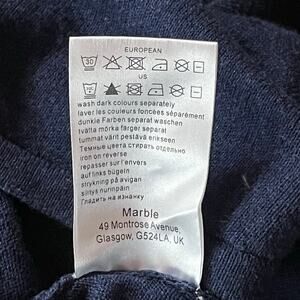 EUROPEAN
30
US
wash dark colours separately
laver les couleurs foncées séparément
dunkle Farben separat waschen
tvätta mörka färger separat
tummat värit erikseen
Темные цвета стирать отдельно
iron on reverse
repasser sur l'envers
auf links bügeln
strykning på avigan
silitys nurinpäin
Гладить на изнанку
Marble
49 Montrose Avenue,
Glasgow, G524LA, UK